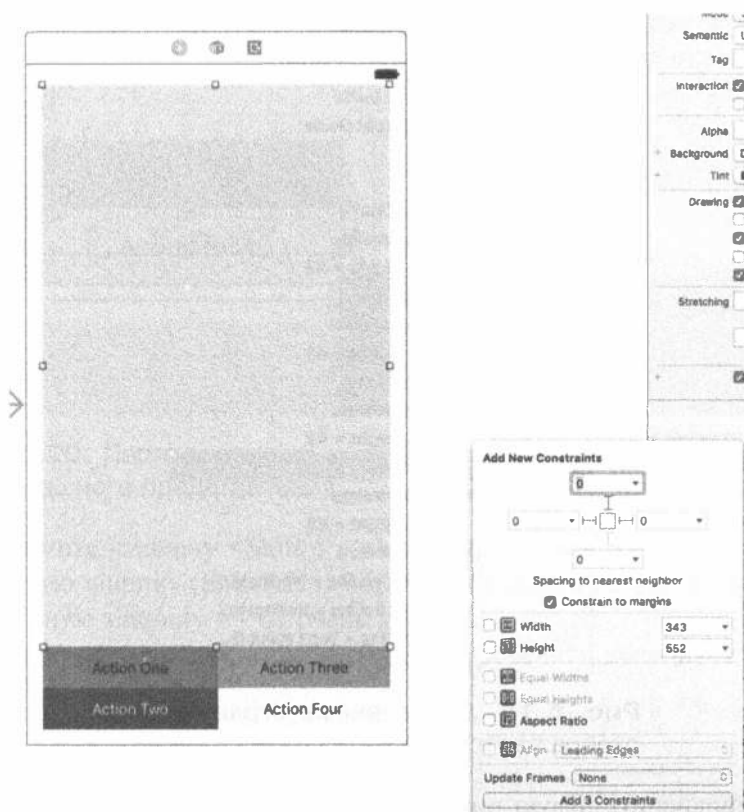 Semantic
Tag
Interaction
Alpha
Background
Tint
Drawing
Stretching
Action One Action Three
Action Two Action Four
Add New Constraints
0
0 0
0
Spacing to nearest neighbor
Constrain to margins
Width 343
Height 552
Equal Widths
Equal Heights
Aspect Ratio
Align Leading Edges
Update Frames None
Add 3 Constraints